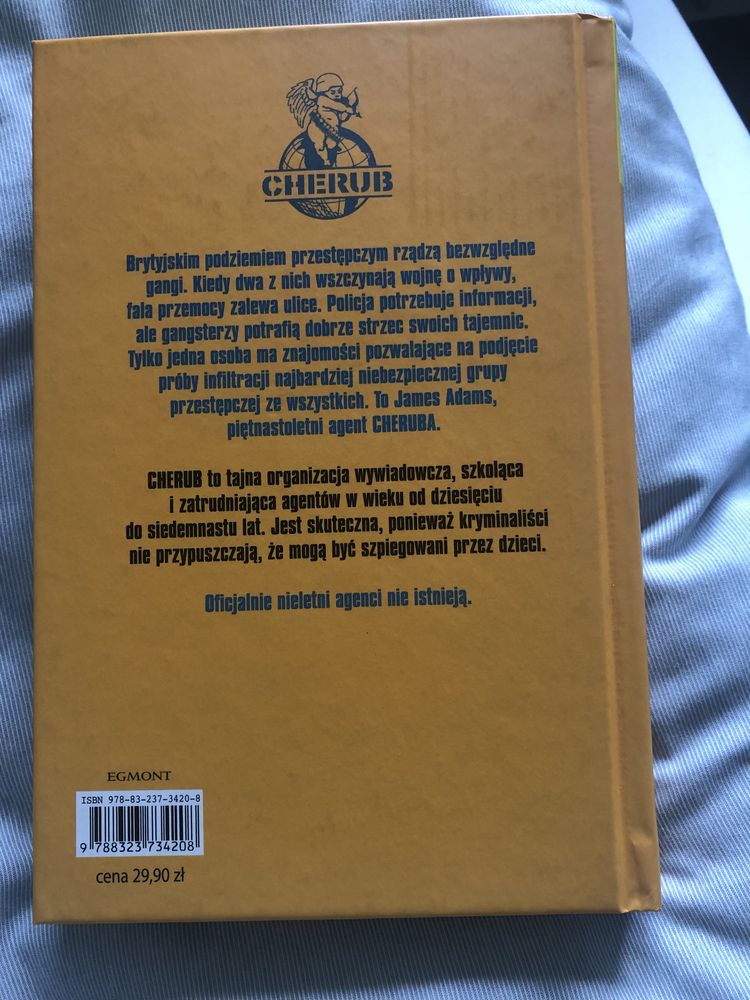 CHERUB
Brytyjskim podziemiem przestępczym rządzą bezwzględne
gangi. Kiedy dwa z nich wszczynają wojnę o wpływy,
fala przemocy zalewa ulice. Policja potrzebuje informacji,
ale gangsterzy potrafią dobrze strzec swoich tajemnic.
Tylko jedna osoba ma znajomości pozwalające na podjęcie
próby infiltracji najbardziej niebezpiecznej grupy
przestępczej ze wszystkich. To James Adams,
piętnastoletni agent CHERUBA.
CHERUB to tajna organizacja wywiadowcza, szkoląca
i zatrudniająca agentów w wieku od dziesięciu
do siedemnastu lat. Jest skuteczna, ponieważ kryminaliści
nie przypuszczają, że mogą być szpiegowani przez dzieci.
Oficjalnie nieletni agenci nie istnieją.
EGMONT
ISBN 978-83-237-3420-8
9 788323 734208
cena 29,90 zł